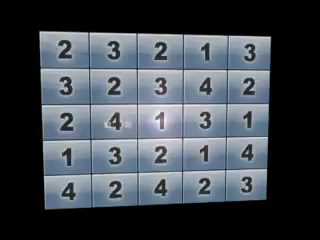 2 3 2 1 3
3 2 3 4 2
2 4 1 3 1
1 3 2 1 4
4 2 4 2 3